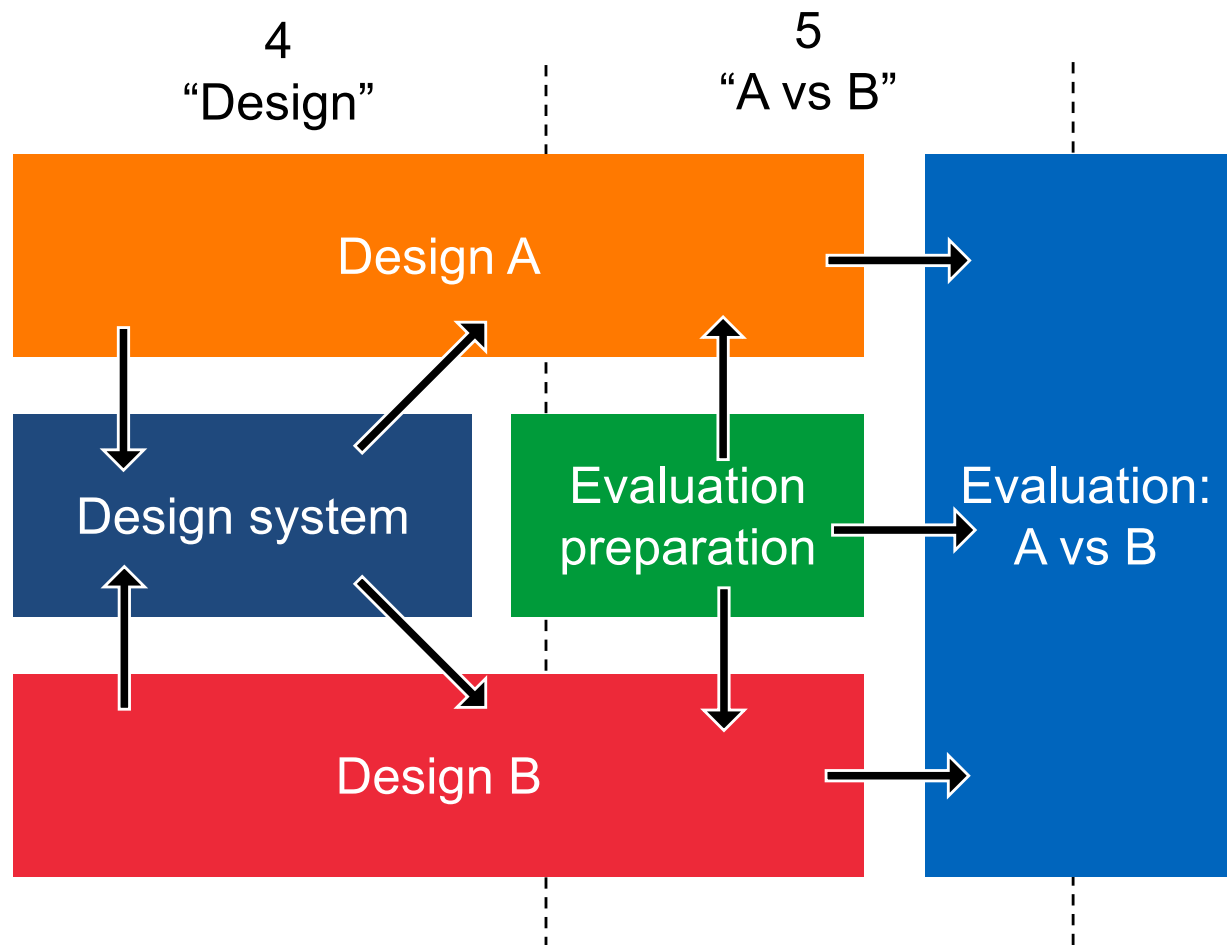 4
“Design”
5
“A vs B”
Design A
Design system
Evaluation
preparation
Evaluation:
A vs B
Design B